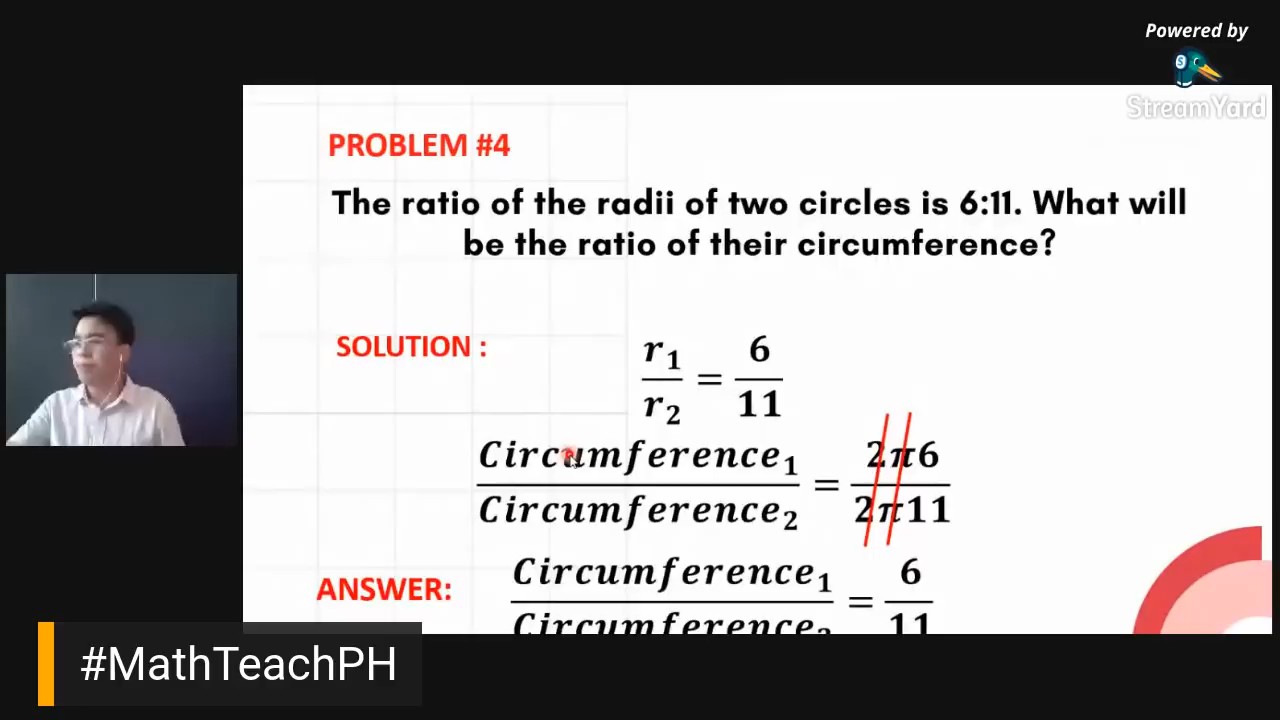 Powered by
StreamYard
PROBLEM #4
The ratio of the radii of two circles is 6:11. What will
be the ratio of their circumference?
SOLUTION :
r₁/r₂ = 6/11
Circumference₁/Circumference₂ = 2π6/2π11
ANSWER:
Circumference₁/Circumference₂ = 6/11
#MathTeachPH